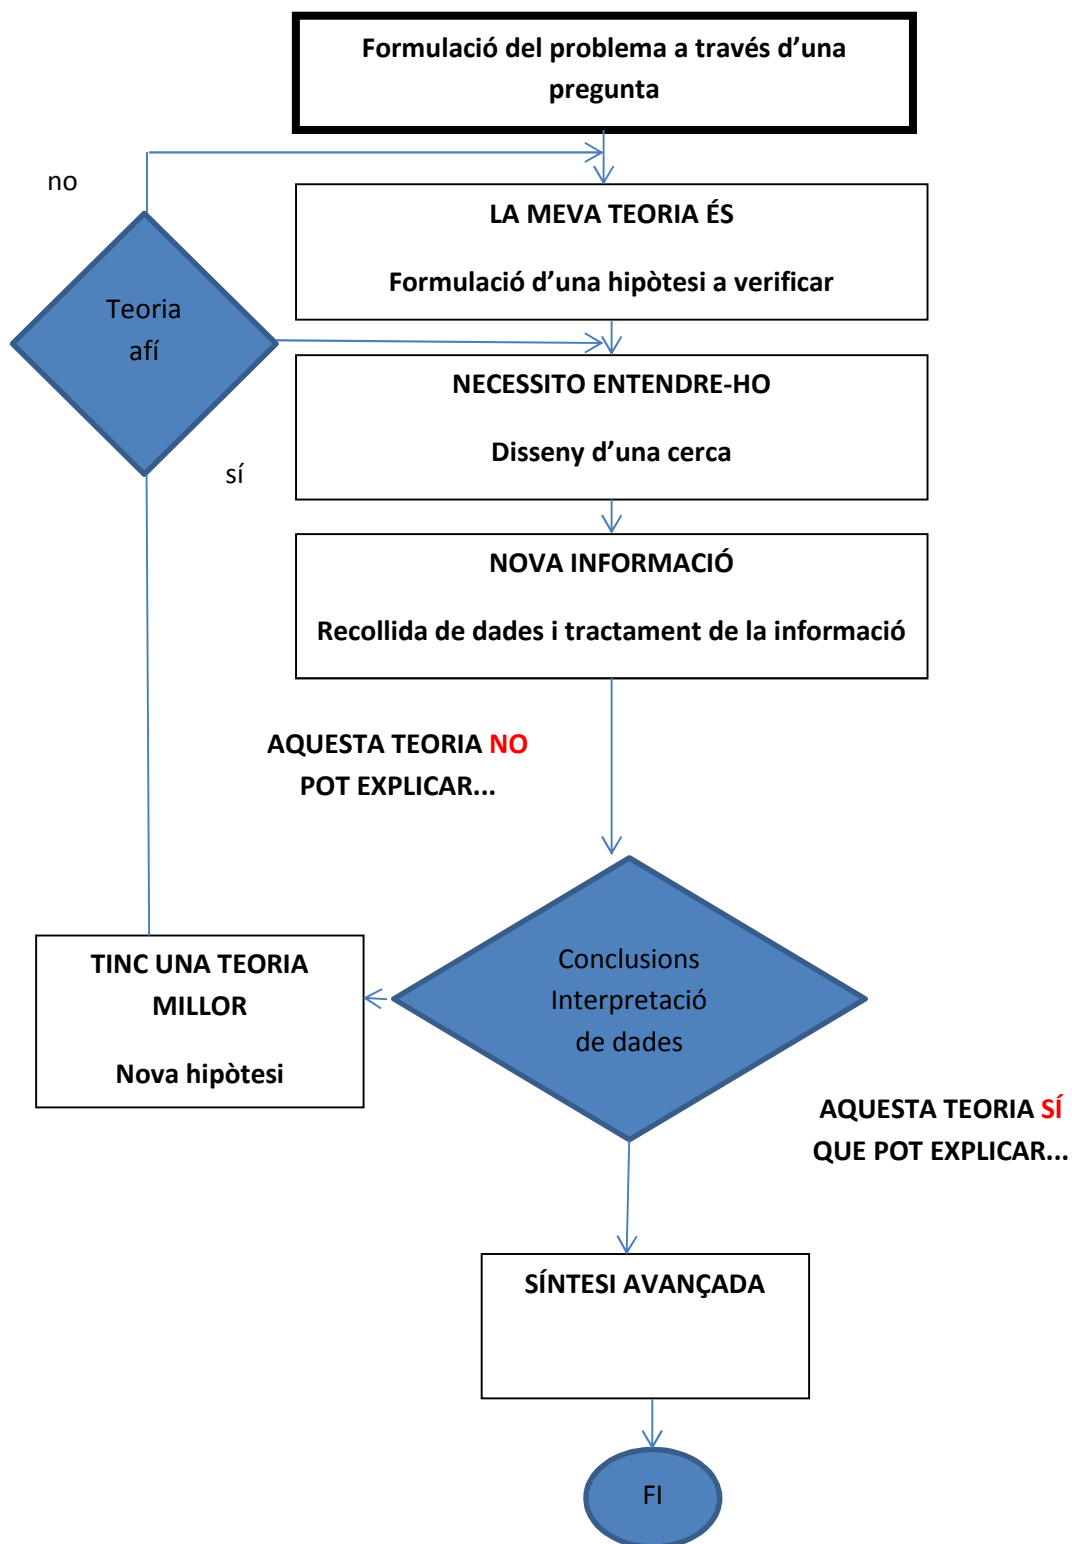 Formulació del problema a través d’una
pregunta
no
LA MEVA TEORIA ÉS
Formulació d’una hipòtesi a verificar
Teoria
afí
NECESSITO ENTENDRE-HO
Disseny d’una cerca
sí
NOVA INFORMACIÓ
Recollida de dades i tractament de la informació
AQUESTA TEORIA NO
POT EXPLICAR...
Conclusions
Interpretació
de dades
TINC UNA TEORIA
MILLOR
Nova hipòtesi
AQUESTA TEORIA SÍ
QUE POT EXPLICAR...
SÍNTESI AVANÇADA
FI